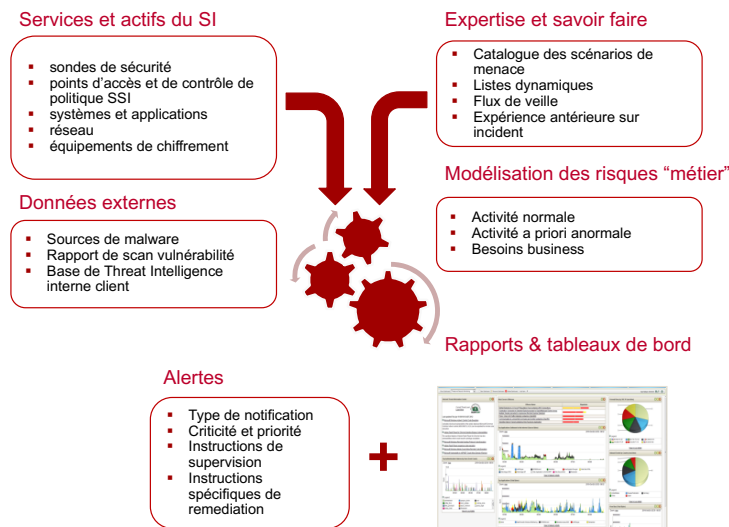 Services et actifs du SI
sondes de sécurité
points d'accès et de contrôle de
politique SSI
systèmes et applications
réseau
équipements de chiffrement
Données externes
Sources de malware
Rapport de scan vulnérabilité
Base de Threat Intelligence
interne client
Expertise et savoir faire
Catalogue des scénarios de
menace
Listes dynamiques
Flux de veille
Expérience antérieure sur
incident
Modélisation des risques “métier”
Activité normale
Activité a priori anormale
Besoins business
Alertes
Type de notification
Criticité et priorité
Instructions de
supervision
Instructions
spécifiques de
remediation
+
Rapports & tableaux de bord